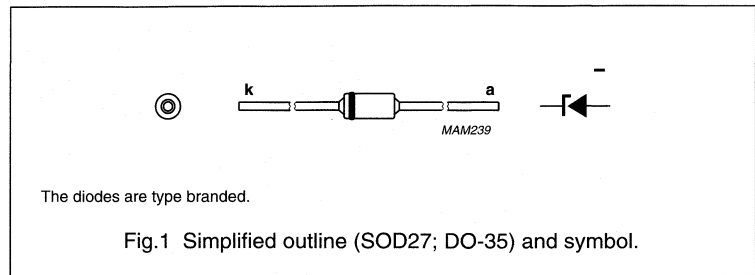 k
a
MAM239
The diodes are type branded.
Fig.1 Simplified outline (SOD27; DO-35) and symbol.